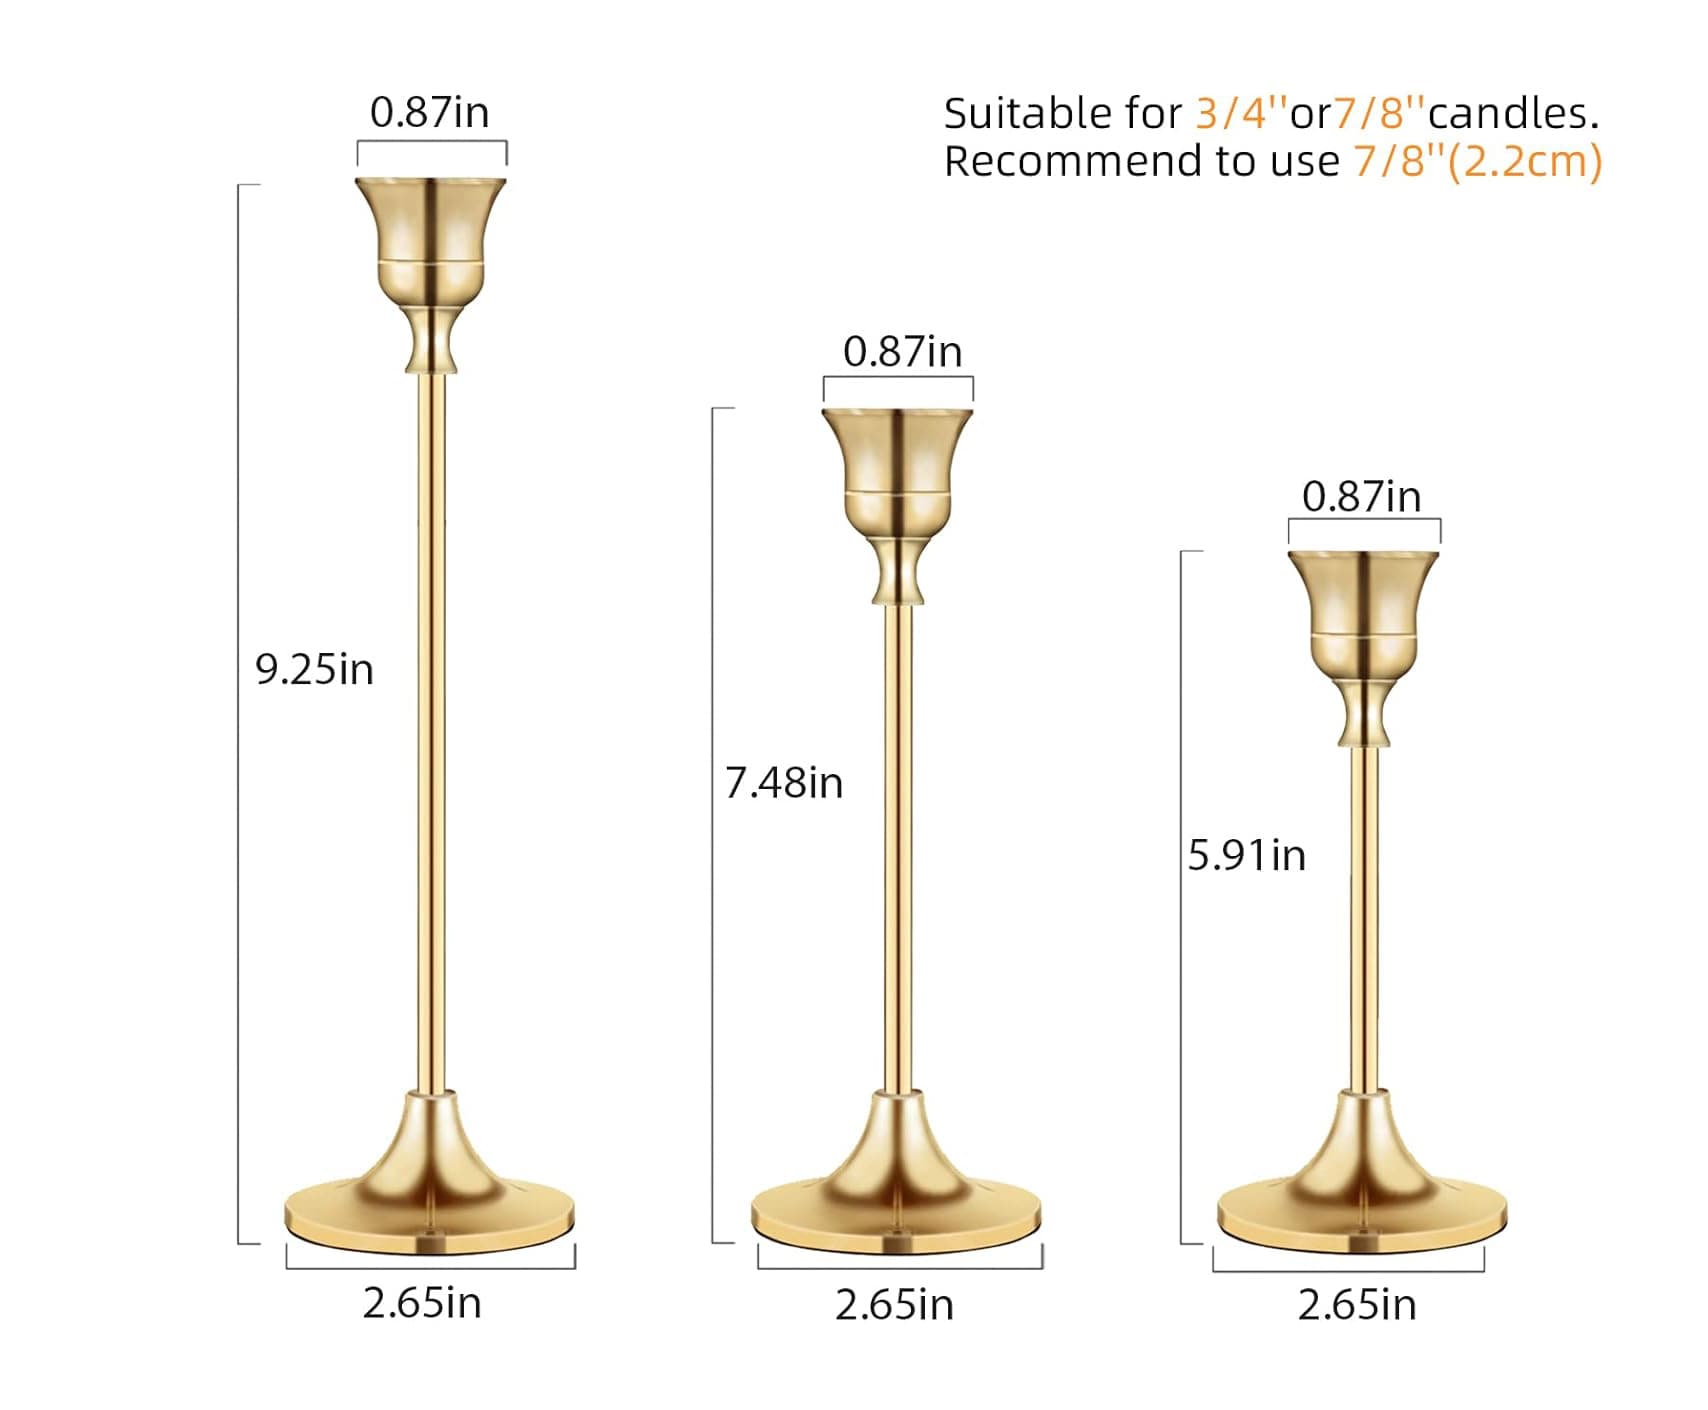 Suitable for 3/4''or7/8''candles.
Recommend to use 7/8''(2.2cm)
0.87in
9.25in
2.65in
0.87in
7.48in
2.65in
0.87in
5.91in
2.65in